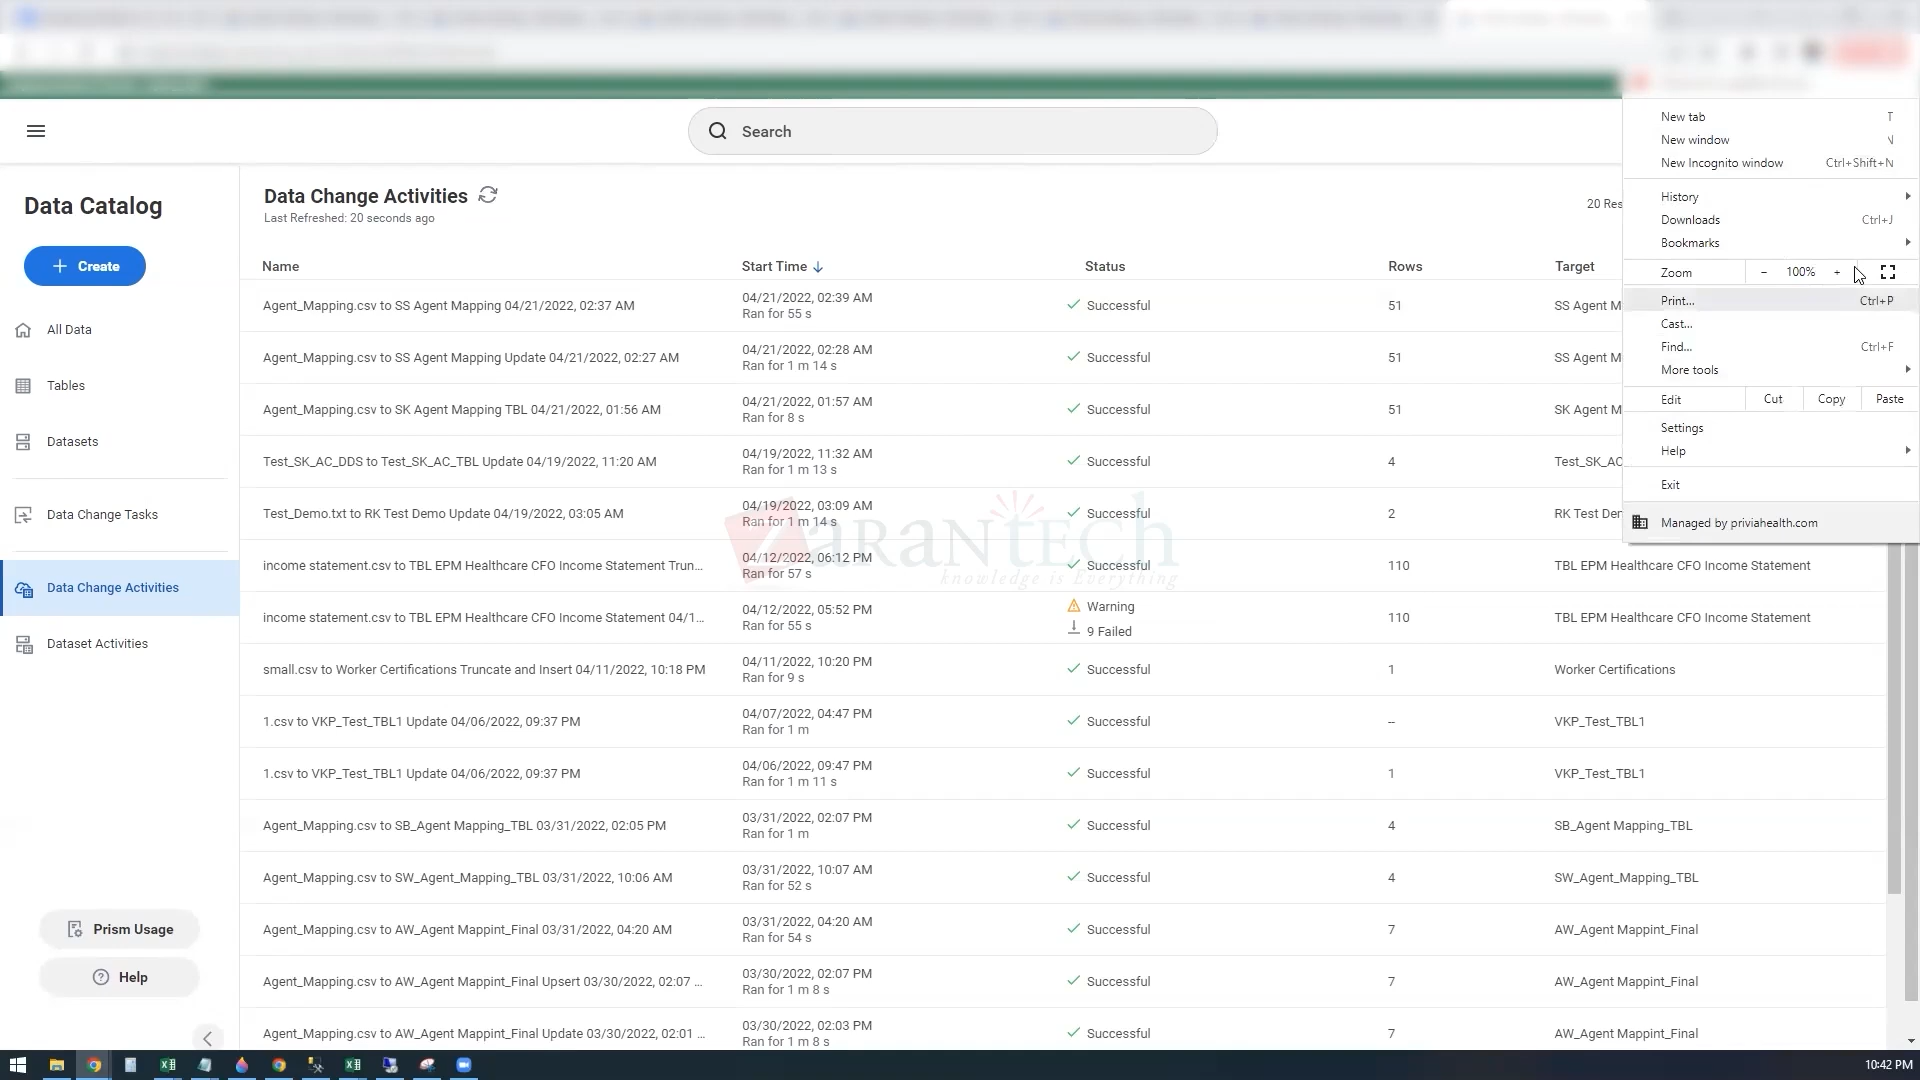 Search
New tab T
New window N
New Incognito window Ctrl+Shift+N
History
Downloads Ctrl+J
Bookmarks
Zoom - 100% +
Print... Ctrl+P
Cast...
Find... Ctrl+F
More tools
Edit Cut Copy Paste
Settings
Help
Exit
Managed by priviahealth.com
Data Catalog
+ Create
All Data
Tables
Datasets
Data Change Tasks
Data Change Activities
Dataset Activities
Prism Usage
Help
Data Change Activities
Last Refreshed: 20 seconds ago
20 Res
Name Start Time Status Rows Target
Agent_Mapping.csv to SS Agent Mapping 04/21/2022, 02:37 AM 04/21/2022, 02:39 AM Successful 51 SS Agent M
Ran for 55 s
Agent_Mapping.csv to SS Agent Mapping Update 04/21/2022, 02:27 AM 04/21/2022, 02:28 AM Successful 51 SS Agent M
Ran for 1 m 14 s
Agent_Mapping.csv to SK Agent Mapping TBL 04/21/2022, 01:56 AM 04/21/2022, 01:57 AM Successful 51 SK Agent M
Ran for 8 s
Test_SK_AC_DDS to Test_SK_AC_TBL Update 04/19/2022, 11:20 AM 04/19/2022, 11:32 AM Successful 4 Test_SK_AC
Ran for 1 m 13 s
Test_Demo.txt to RK Test Demo Update 04/19/2022, 03:05 AM 04/19/2022, 03:09 AM Successful 2 RK Test Den
Ran for 1 m 14 s
income statement.csv to TBL EPM Healthcare CFO Income Statement Trun... 04/12/2022, 06:12 PM Successful 110 TBL EPM Healthcare CFO Income Statement
Ran for 57 s
income statement.csv to TBL EPM Healthcare CFO Income Statement 04/1... 04/12/2022, 05:52 PM Warning 110 TBL EPM Healthcare CFO Income Statement
Ran for 55 s 9 Failed
small.csv to Worker Certifications Truncate and Insert 04/11/2022, 10:18 PM 04/11/2022, 10:20 PM Successful 1 Worker Certifications
Ran for 9 s
1.csv to VKP_Test_TBL1 Update 04/06/2022, 09:37 PM 04/07/2022, 04:47 PM Successful -- VKP_Test_TBL1
Ran for 1 m
1.csv to VKP_Test_TBL1 Update 04/06/2022, 09:37 PM 04/06/2022, 09:47 PM Successful 1 VKP_Test_TBL1
Ran for 1 m 11 s
Agent_Mapping.csv to SB_Agent Mapping_TBL 03/31/2022, 02:05 PM 03/31/2022, 02:07 PM Successful 4 SB_Agent Mapping_TBL
Ran for 1 m
Agent_Mapping.csv to SW_Agent_Mapping_TBL 03/31/2022, 10:06 AM 03/31/2022, 10:07 AM Successful 4 SW_Agent_Mapping_TBL
Ran for 52 s
Agent_Mapping.csv to AW_Agent Mappint_Final 03/31/2022, 04:20 AM 03/31/2022, 04:20 AM Successful 7 AW_Agent Mappint_Final
Ran for 54 s
Agent_Mapping.csv to AW_Agent Mappint_Final Upsert 03/30/2022, 02:07 ... 03/30/2022, 02:07 PM Successful 7 AW_Agent Mappint_Final
Ran for 1 m 8 s
Agent_Mapping.csv to AW_Agent Mappint_Final Update 03/30/2022, 02:01 ... 03/30/2022, 02:03 PM Successful 7 AW_Agent Mappint_Final
Ran for 1 m 8 s
ZARANTECH
knowledge is Everything
10:42 PM